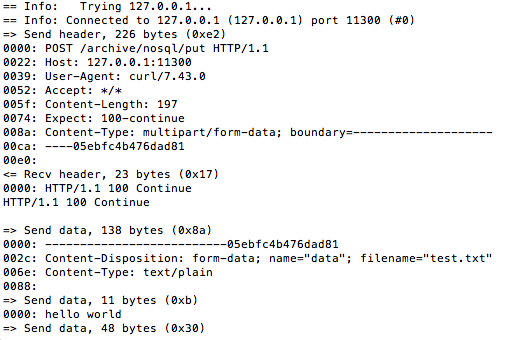 == Info:   Trying 127.0.0.1...
== Info: Connected to 127.0.0.1 (127.0.0.1) port 11300 (#0)
=> Send header, 226 bytes (0xe2)
0000: POST /archive/nosql/put HTTP/1.1
0022: Host: 127.0.0.1:11300
0039: User-Agent: curl/7.43.0
0052: Accept: */*
005f: Content-Length: 197
0074: Expect: 100-continue
008a: Content-Type: multipart/form-data; boundary=--------------------
00ca: ----05ebfc4b476dad81
00e0:
<= Recv header, 23 bytes (0x17)
0000: HTTP/1.1 100 Continue
HTTP/1.1 100 Continue

=> Send data, 138 bytes (0x8a)
0000: --------------------------05ebfc4b476dad81
002c: Content-Disposition: form-data; name="data"; filename="test.txt"
006e: Content-Type: text/plain
0088:
=> Send data, 11 bytes (0xb)
0000: hello world
=> Send data, 48 bytes (0x30)